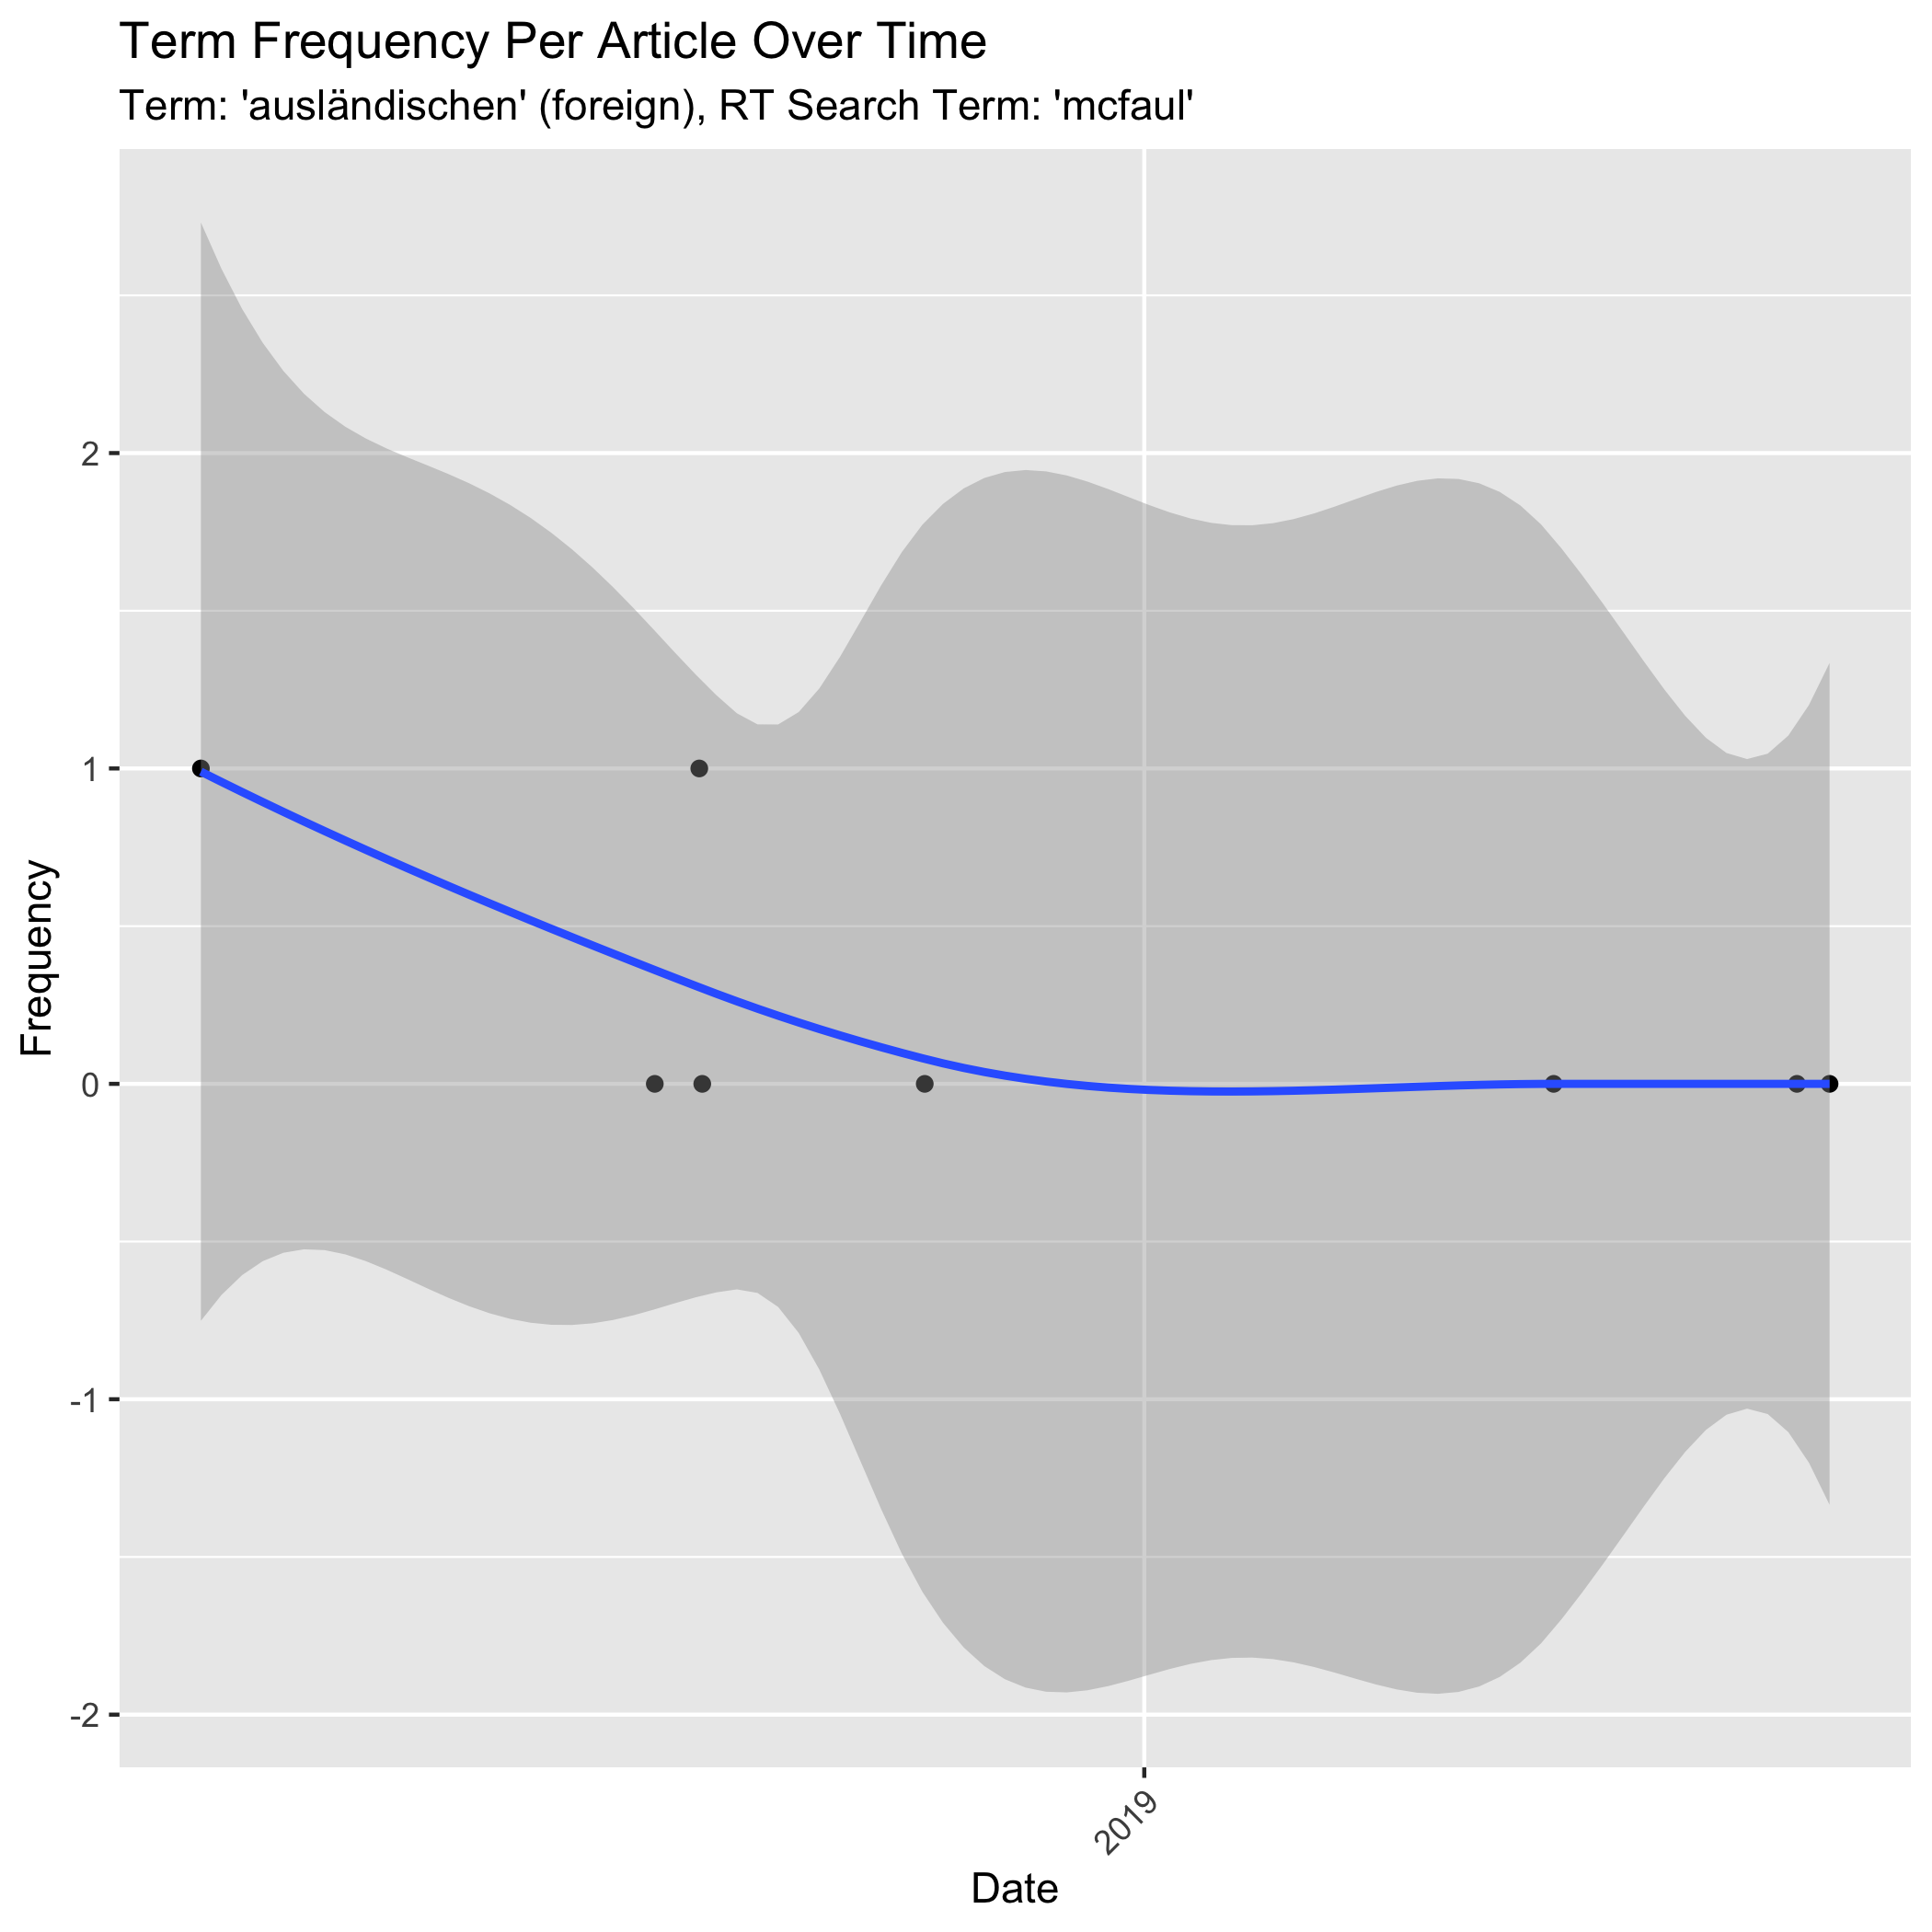 Term Frequency Per Article Over Time
Term: 'ausländischen' (foreign), RT Search Term: 'mcfaul'
Frequency
2
1
0
-1
-2
2019
Date